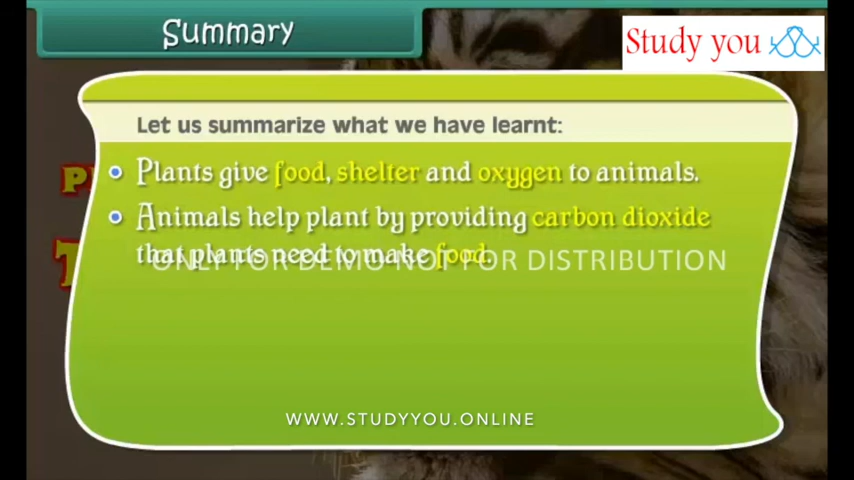 Summary
Study you
Let us summarize what we have learnt:
Plants give food, shelter and oxygen to animals.
Animals help plant by providing carbon dioxide
that plants need to make food.
ONLY FOR DEMO NOT FOR DISTRIBUTION
WWW.STUDYYOU.ONLINE